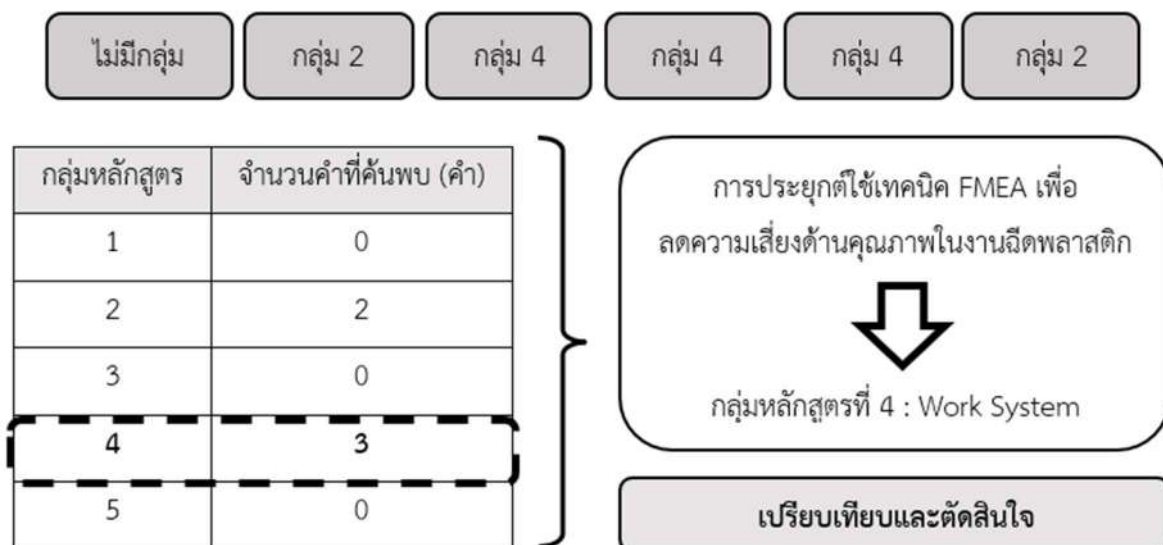 ไม่มีกลุ่ม กลุ่ม 2 กลุ่ม 4 กลุ่ม 4 กลุ่ม 4 กลุ่ม 2
กลุ่มหลักสูตร จำนวนคำที่ค้นพบ (คำ)
1 0
2 2
3 0
4 3
5 0
การประยุกต์ใช้เทคนิค FMEA เพื่อ
ลดความเสี่ยงด้านคุณภาพในงานฉีดพลาสติก
กลุ่มหลักสูตรที่ 4 : Work System
เปรียบเทียบและตัดสินใจ